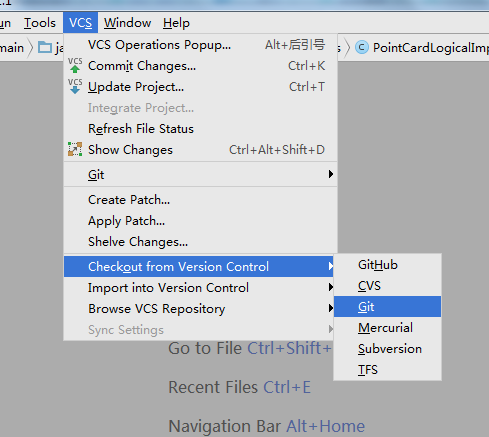 .1
un Tools VCS Window Help
main ja s PointCardLogicalImp
VCS Operations Popup... Alt+后引号
Commit Changes... Ctrl+K
Update Project... Ctrl+T
Integrate Project...
Refresh File Status
Show Changes Ctrl+Alt+Shift+D
Git
Create Patch...
Apply Patch...
Shelve Changes...
Checkout from Version Control
Import into Version Control
Browse VCS Repository
Sync Settings
GitHub
CVS
Git
Mercurial
Subversion
TFS
Go to File Ctrl+Shift+
Recent Files Ctrl+E
Navigation Bar Alt+Home